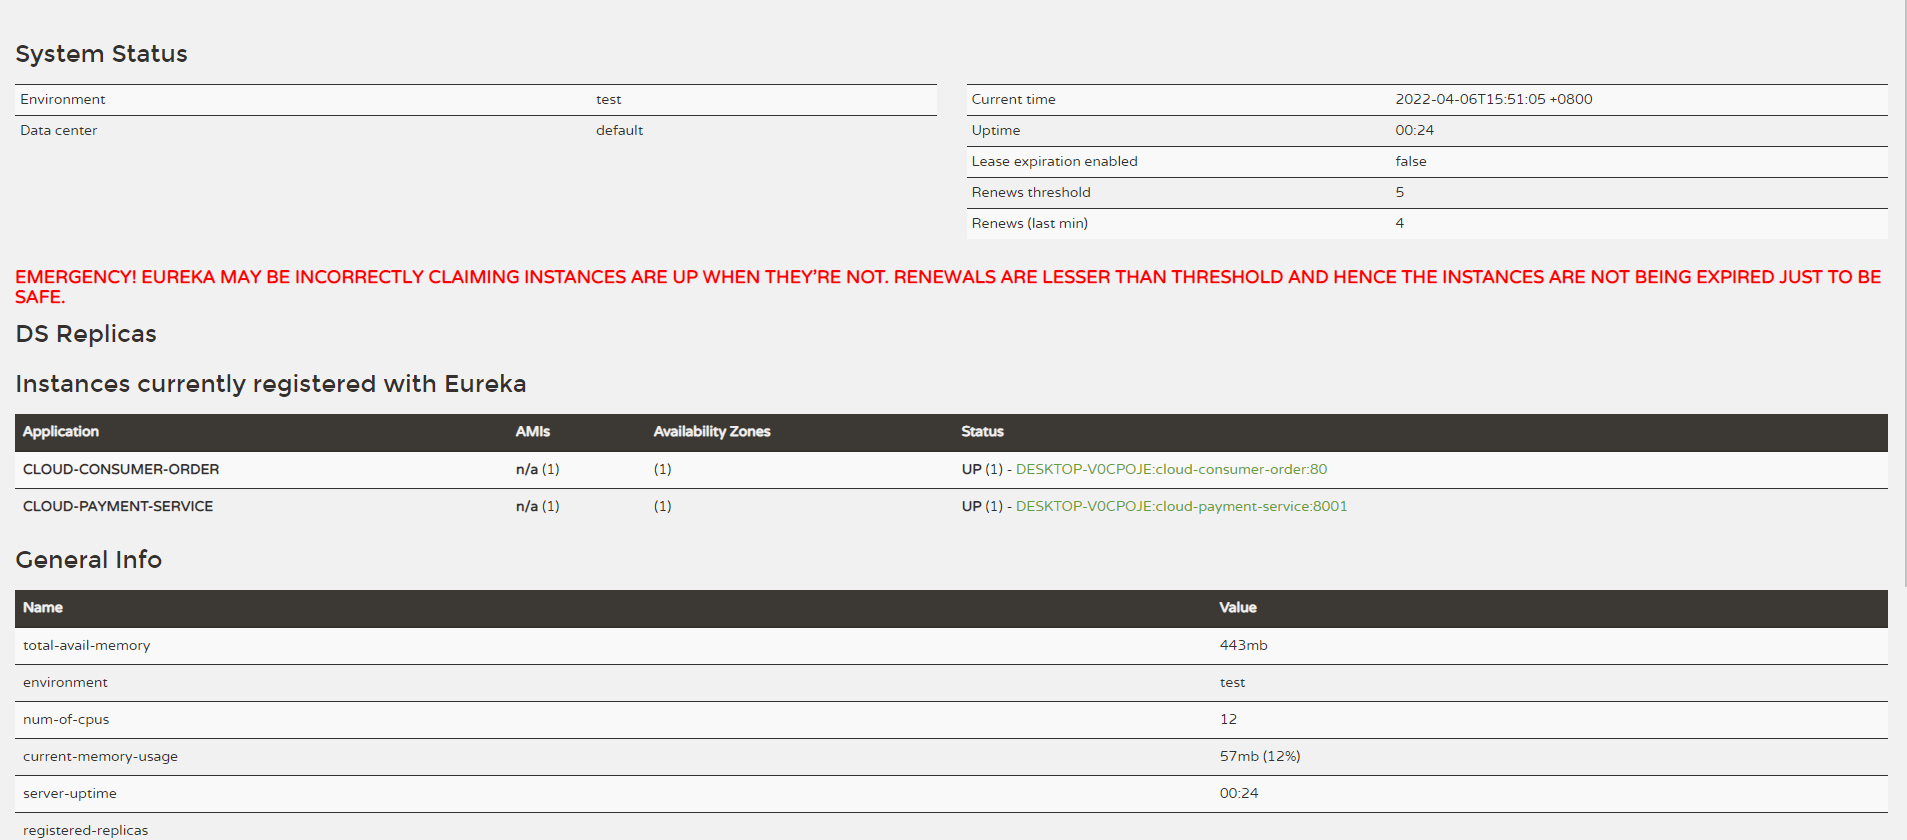 System Status
Environment test
Data center default
Current time 2022-04-06T15:51:05 +0800
Uptime 00:24
Lease expiration enabled false
Renews threshold 5
Renews (last min) 4
EMERGENCY! EUREKA MAY BE INCORRECTLY CLAIMING INSTANCES ARE UP WHEN THEY'RE NOT. RENEWALS ARE LESSER THAN THRESHOLD AND HENCE THE INSTANCES ARE NOT BEING EXPIRED JUST TO BE
SAFE.
DS Replicas
Instances currently registered with Eureka
Application AMIs Availability Zones Status
CLOUD-CONSUMER-ORDER n/a (1) (1) UP (1) - DESKTOP-V0CPOJE:cloud-consumer-order:80
CLOUD-PAYMENT-SERVICE n/a (1) (1) UP (1) - DESKTOP-V0CPOJE:cloud-payment-service:8001
General Info
Name Value
total-avail-memory 443mb
environment test
num-of-cpus 12
current-memory-usage 57mb (12%)
server-uptime 00:24
registered-replicas